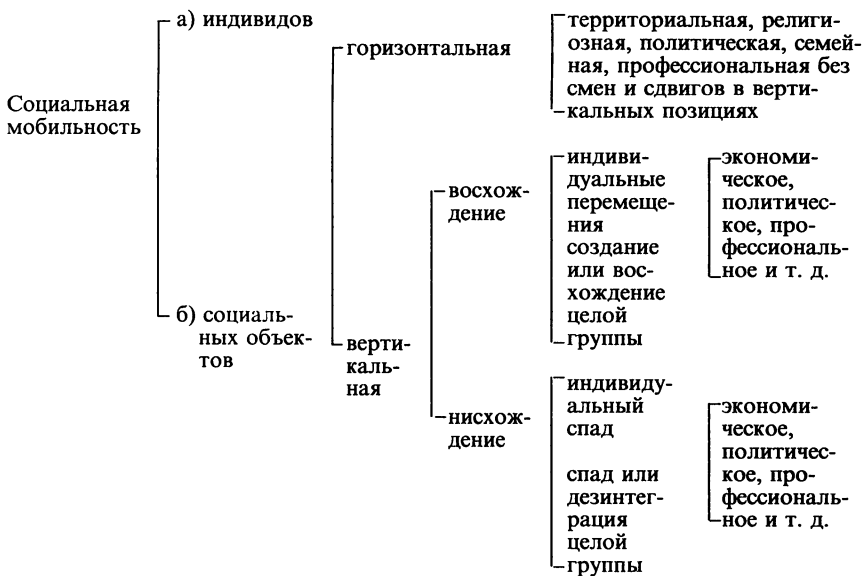 Социальная
мобильность
а) индивидов
б) социаль-
ных объек-
тов
горизонтальная
территориальная, религи-
озная, политическая, семей-
ная, профессиональная без
смен и сдвигов в верти-
кальных позициях
верти-
каль-
ная
восхож-
дение
индиви-
дуальные
перемеще-
ния
создание
или вос-
хождение
целой
группы
экономи-
ческое,
политичес-
кое, про-
фессиональ-
ное и т. д.
нисхож-
дение
индивиду-
альный
спад
спад или
дезинтег-
рация
целой
группы
экономи-
ческое,
политичес-
кое, про-
фессиональ-
ное и т. д.